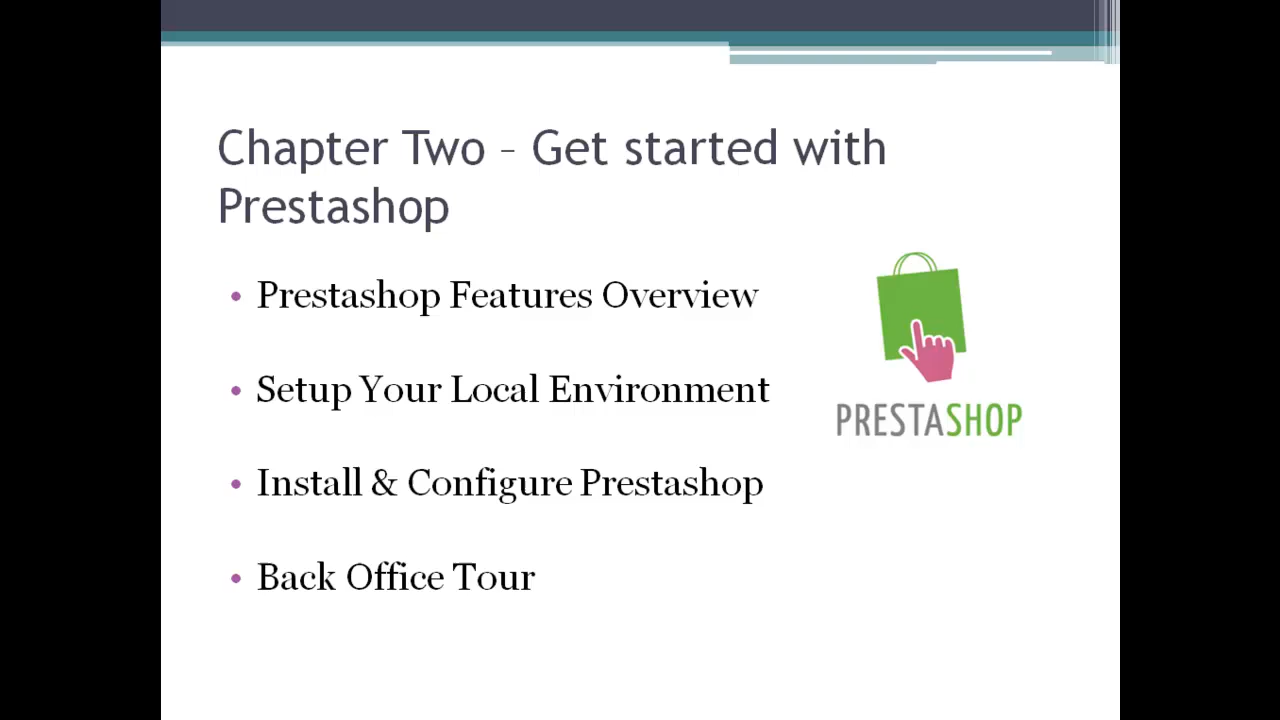 Chapter Two – Get started with
Prestashop
• Prestashop Features Overview
• Setup Your Local Environment
• Install & Configure Prestashop
• Back Office Tour
PRESTASHOP